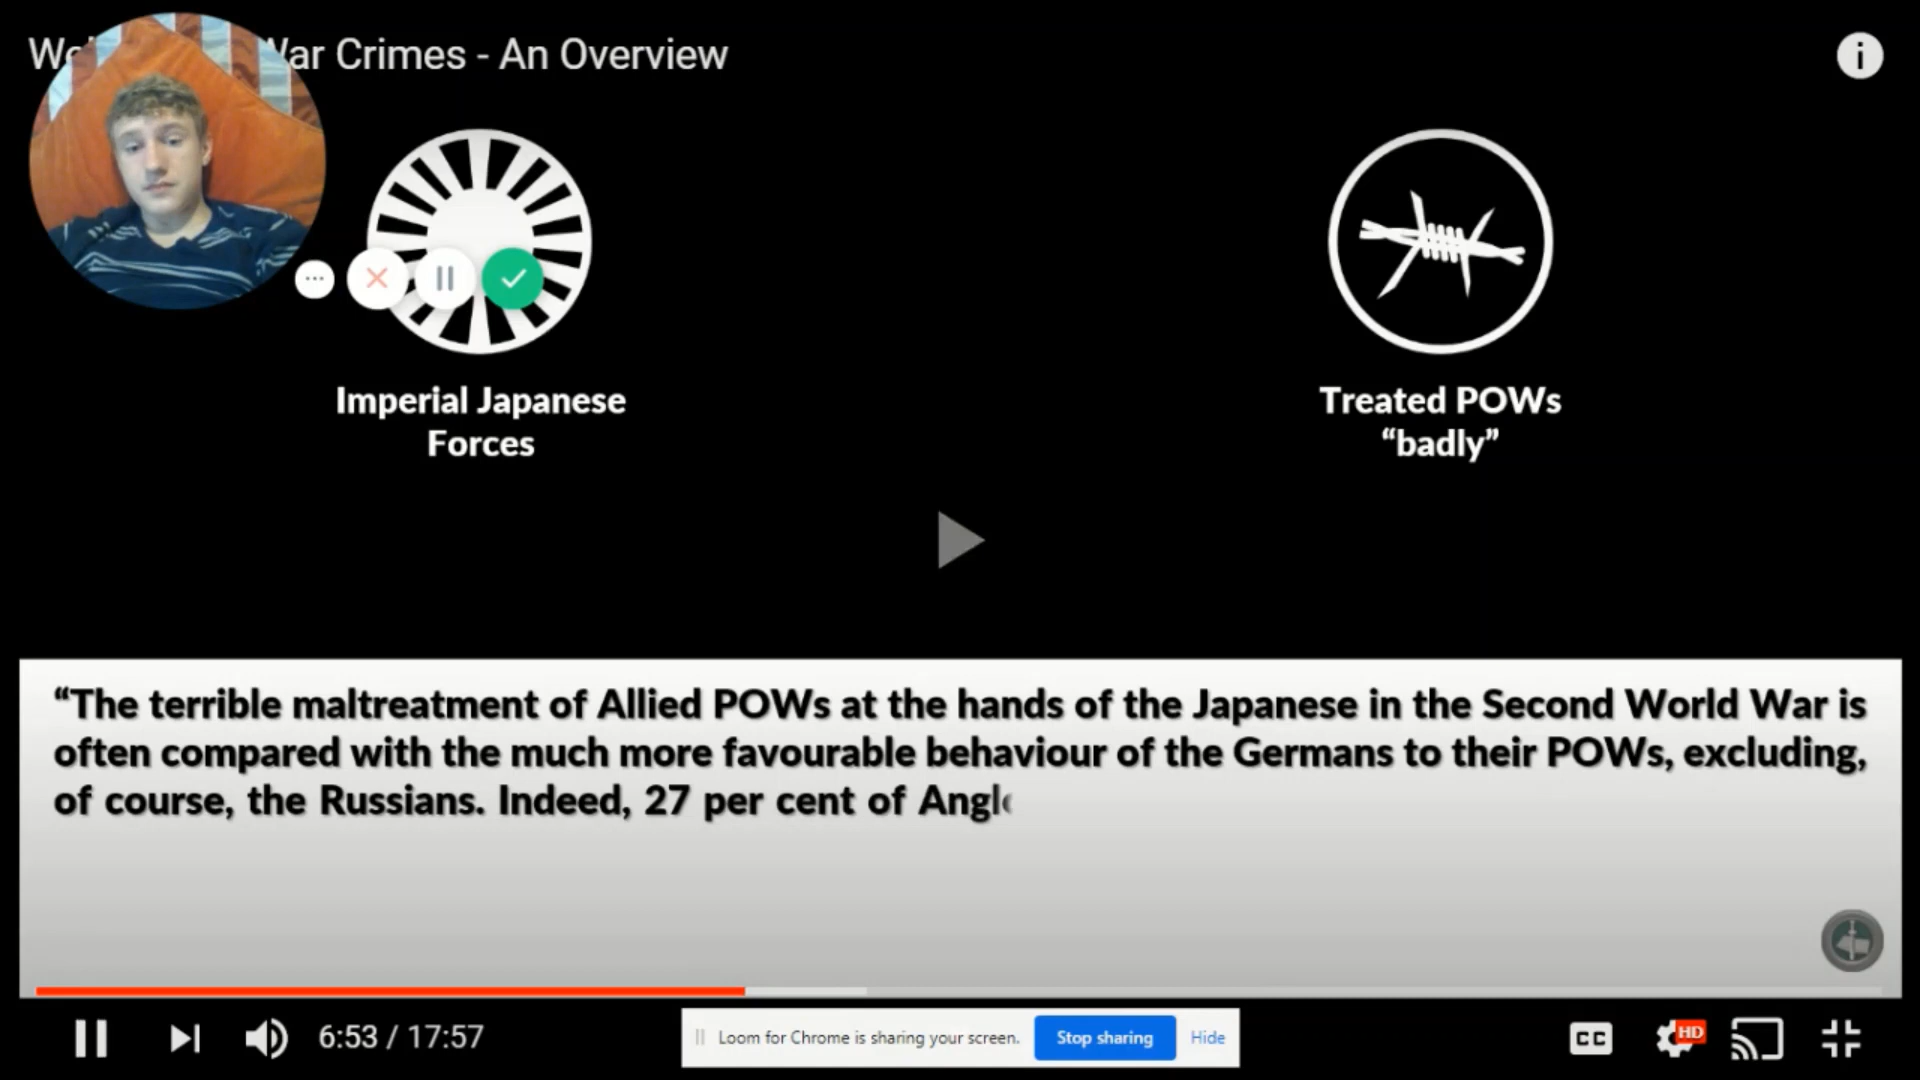 ar Crimes - An Overview
Imperial Japanese
Forces
Treated POWs
“badly”
“The terrible maltreatment of Allied POWs at the hands of the Japanese in the Second World War is
often compared with the much more favourable behaviour of the Germans to their POWs, excluding,
of course, the Russians. Indeed, 27 per cent of Angl
6:53 / 17:57
Loom for Chrome is sharing your screen.
Stop sharing
Hide
CC
HD